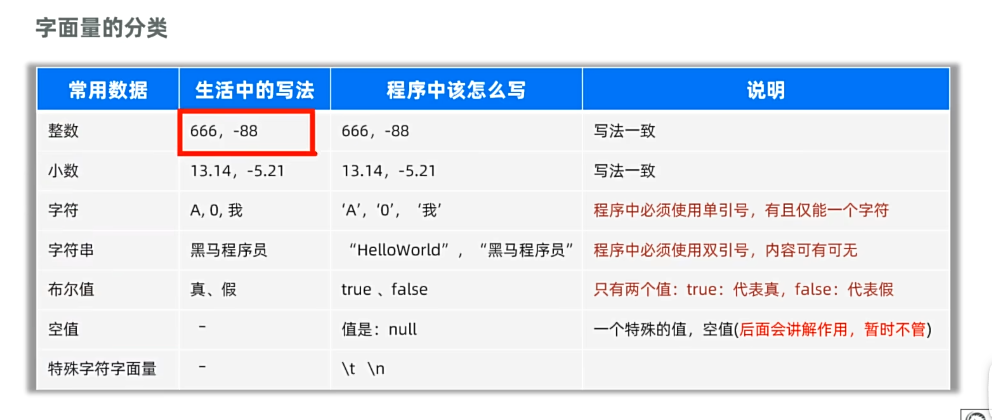 字面量的分类
常用数据 生活中的写法 程序中该怎么写 说明
整数 666，-88 666，-88 写法一致
小数 13.14，-5.21 13.14，-5.21 写法一致
字符 A, 0, 我 ‘A’，‘0’， ‘我’ 程序中必须使用单引号，有且仅能一个字符
字符串 黑马程序员 “HelloWorld”，“黑马程序员” 程序中必须使用双引号，内容可有可无
布尔值 真、假 true 、false 只有两个值：true：代表真，false：代表假
空值 - 值是：null 一个特殊的值，空值(后面会讲解作用，暂时不管)
特殊字符字面量 - \t \n